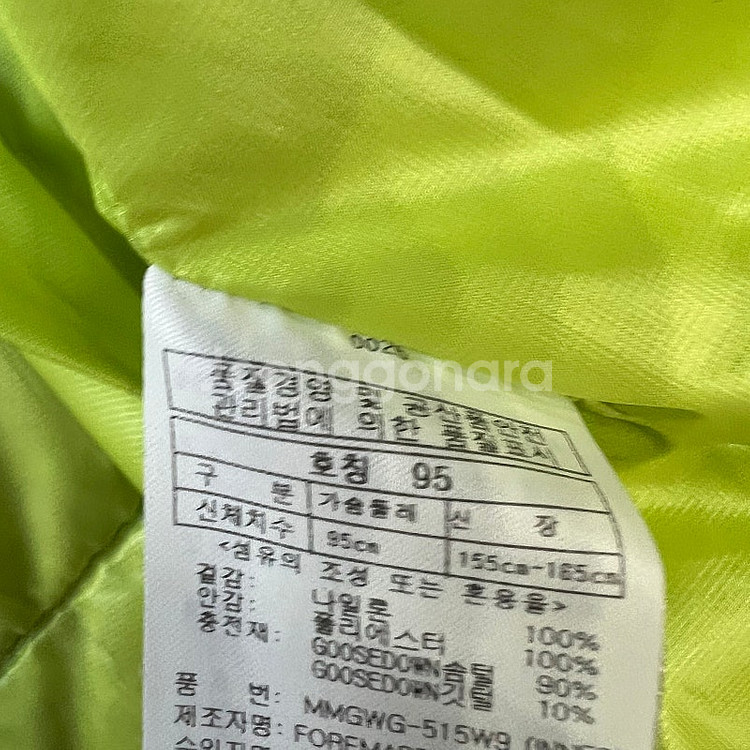 002
품질경영 및 공산품안전
관리법에 의한 품질표시
호칭 95
구 분 가슴둘레 신 장
신체치수 95cm 155cm-165cm
<섬유의 조성 또는 혼용율>
겉감: 나일론 100%
안감: 폴리에스터 100%
충전재: GOOSEDOWN솜털 90%
GOOSEDOWN깃털 10%
품 번: MMGWG-515W9
제조자명: